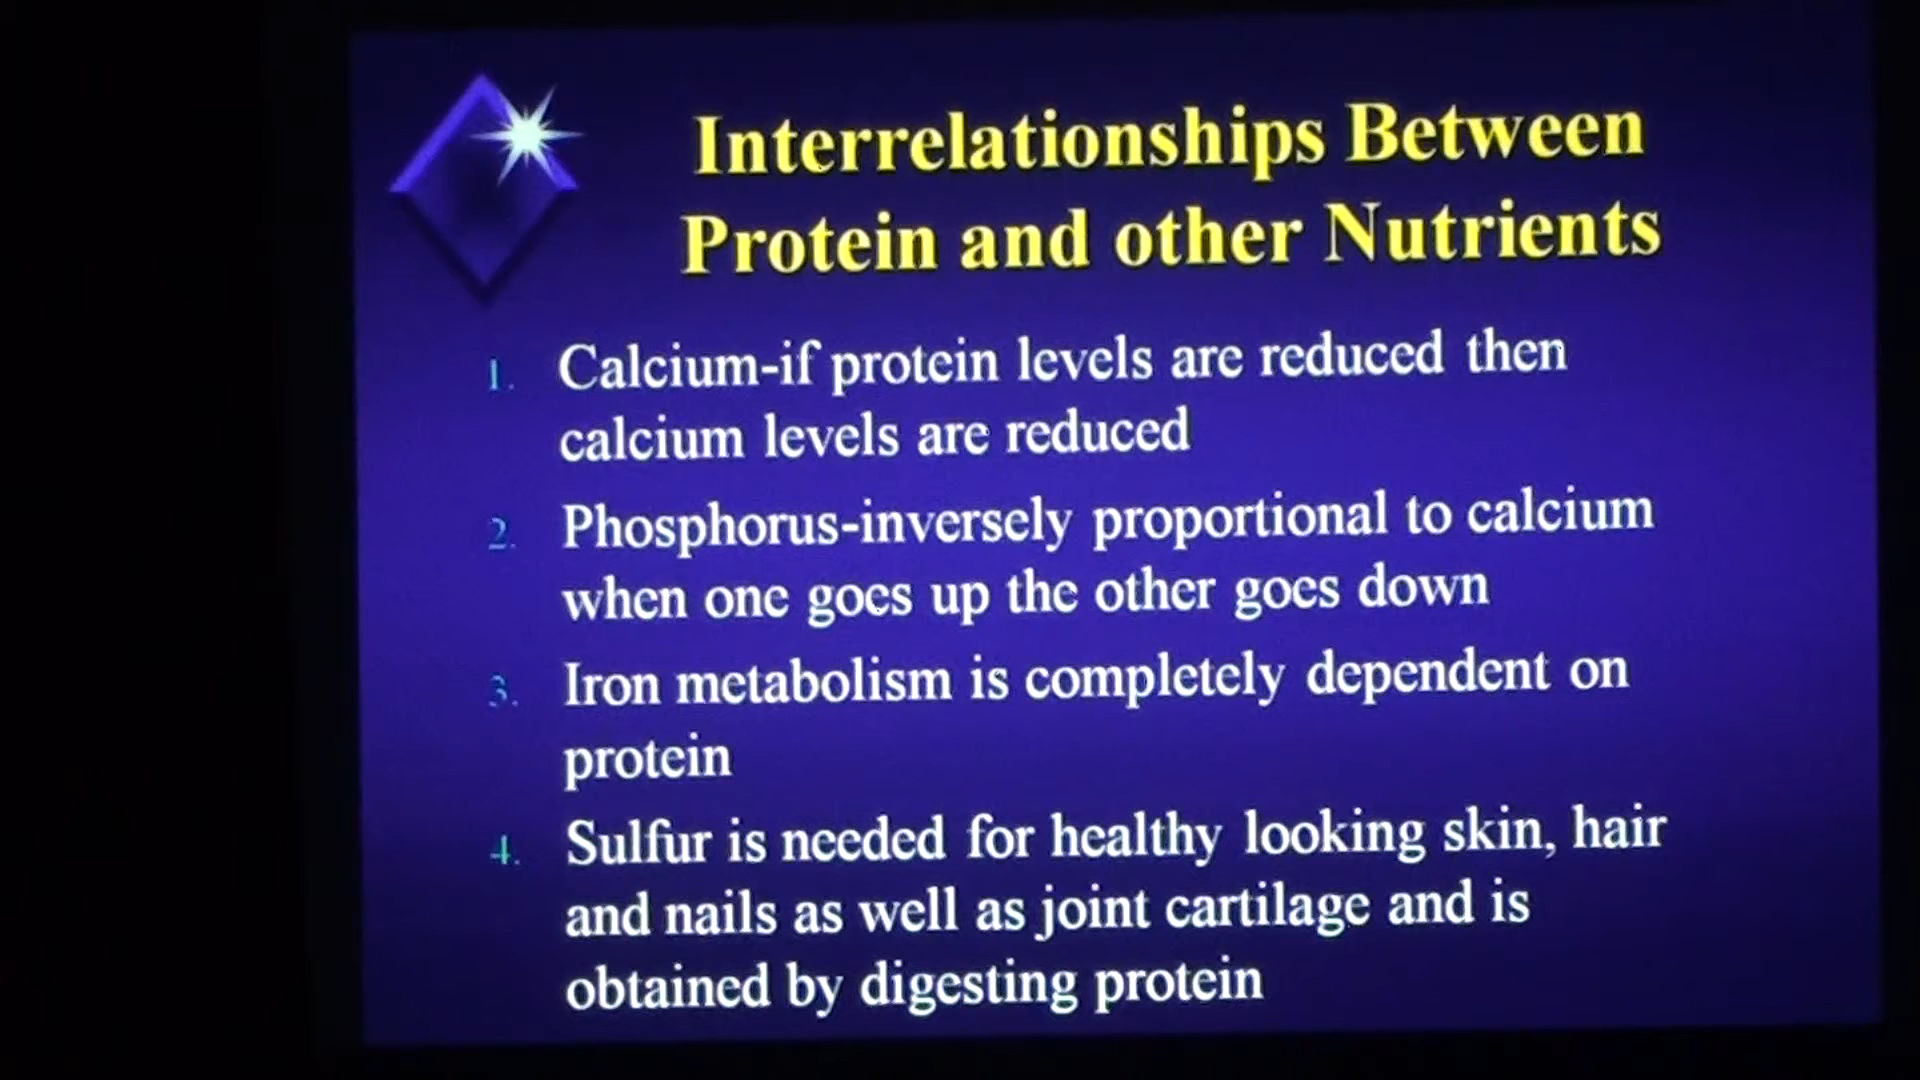 Interrelationships Between
Protein and other Nutrients
1. Calcium-if protein levels are reduced then
calcium levels are reduced
2. Phosphorus-inversely proportional to calcium
when one goes up the other goes down
3. Iron metabolism is completely dependent on
protein
4. Sulfur is needed for healthy looking skin, hair
and nails as well as joint cartilage and is
obtained by digesting protein